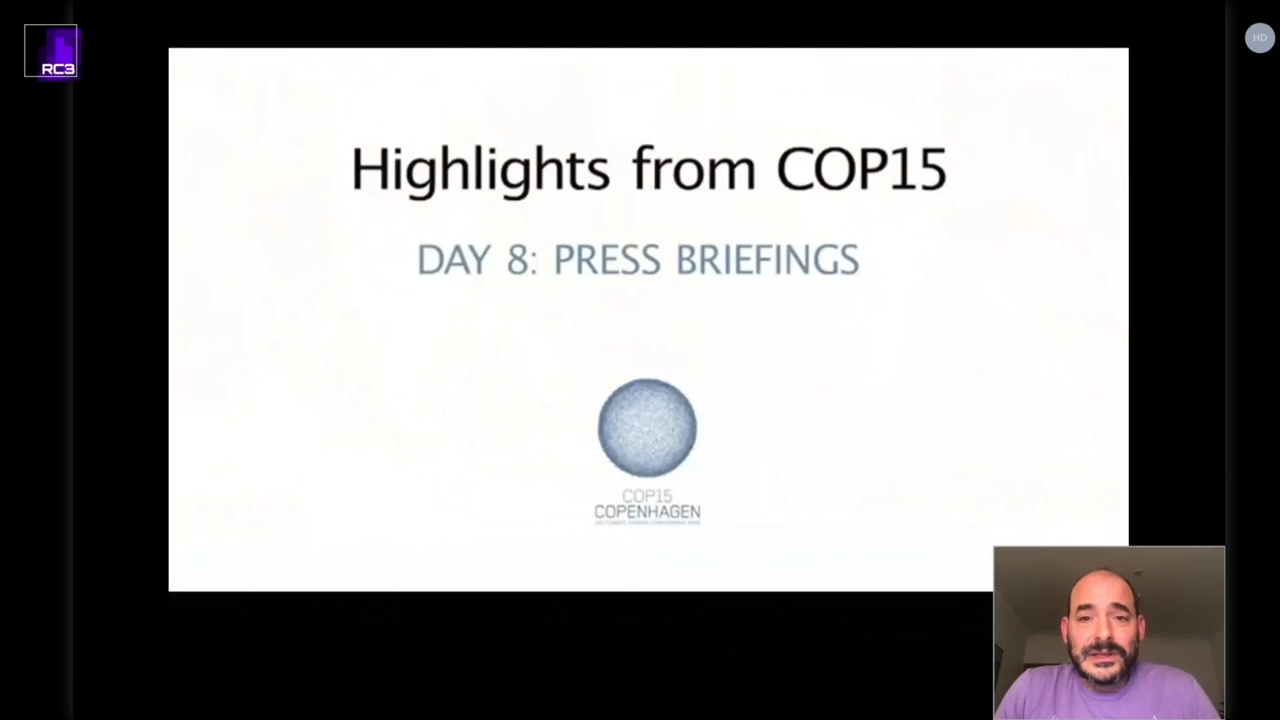 RC3
HD
Highlights from COP15
DAY 8: PRESS BRIEFINGS
COP15
COPENHAGEN